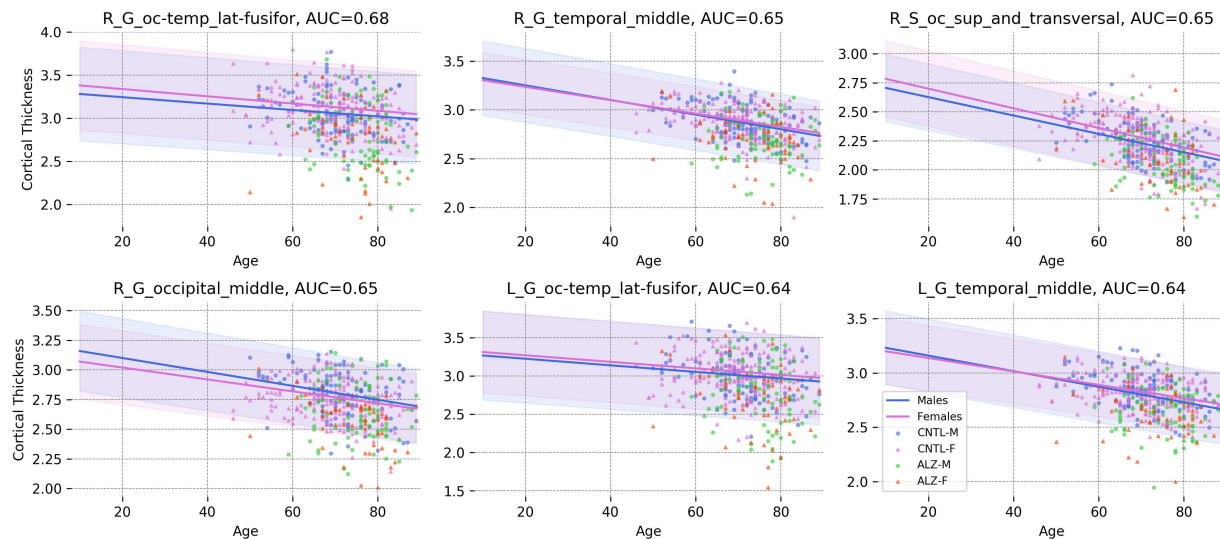 R_G_oc-temp_lat-fusifor, AUC=0.68
4.0
3.5
3.0
2.5
2.0
Cortical Thickness
20 40 60 80
Age
R_G_temporal_middle, AUC=0.65
3.5
3.0
2.5
2.0
20 40 60 80
Age
R_S_oc_sup_and_transversal, AUC=0.65
3.00
2.75
2.50
2.25
2.00
1.75
20 40 60 80
Age
R_G_occipital_middle, AUC=0.65
3.50
3.25
3.00
2.75
2.50
2.25
2.00
Cortical Thickness
20 40 60 80
Age
L_G_oc-temp_lat-fusifor, AUC=0.64
3.5
3.0
2.5
2.0
1.5
20 40 60 80
Age
L_G_temporal_middle, AUC=0.64
3.5
3.0
2.5
2.0
Males
Females
CNTL-M
CNTL-F
ALZ-M
ALZ-F
20 40 60 80
Age